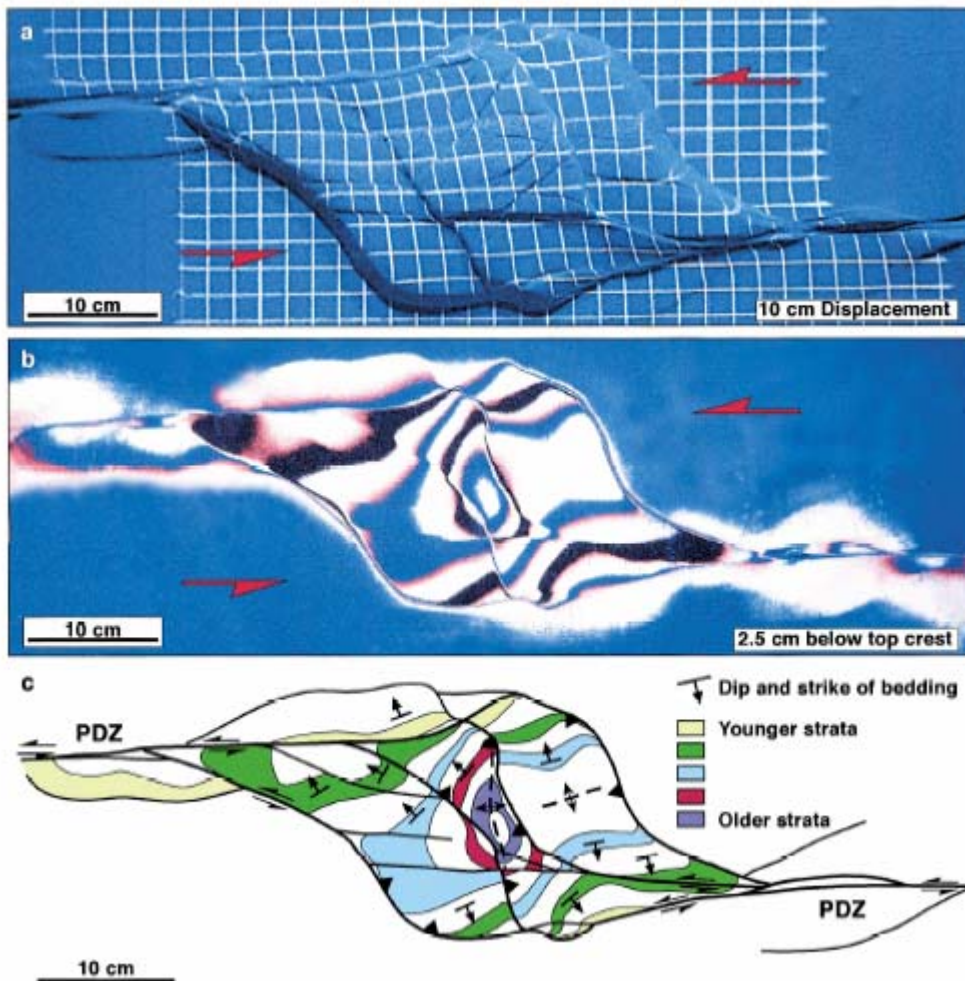 a
10 cm
10 cm Displacement
b
10 cm
2.5 cm below top crest
c
PDZ
Dip and strike of bedding
Younger strata
Older strata
PDZ
10 cm